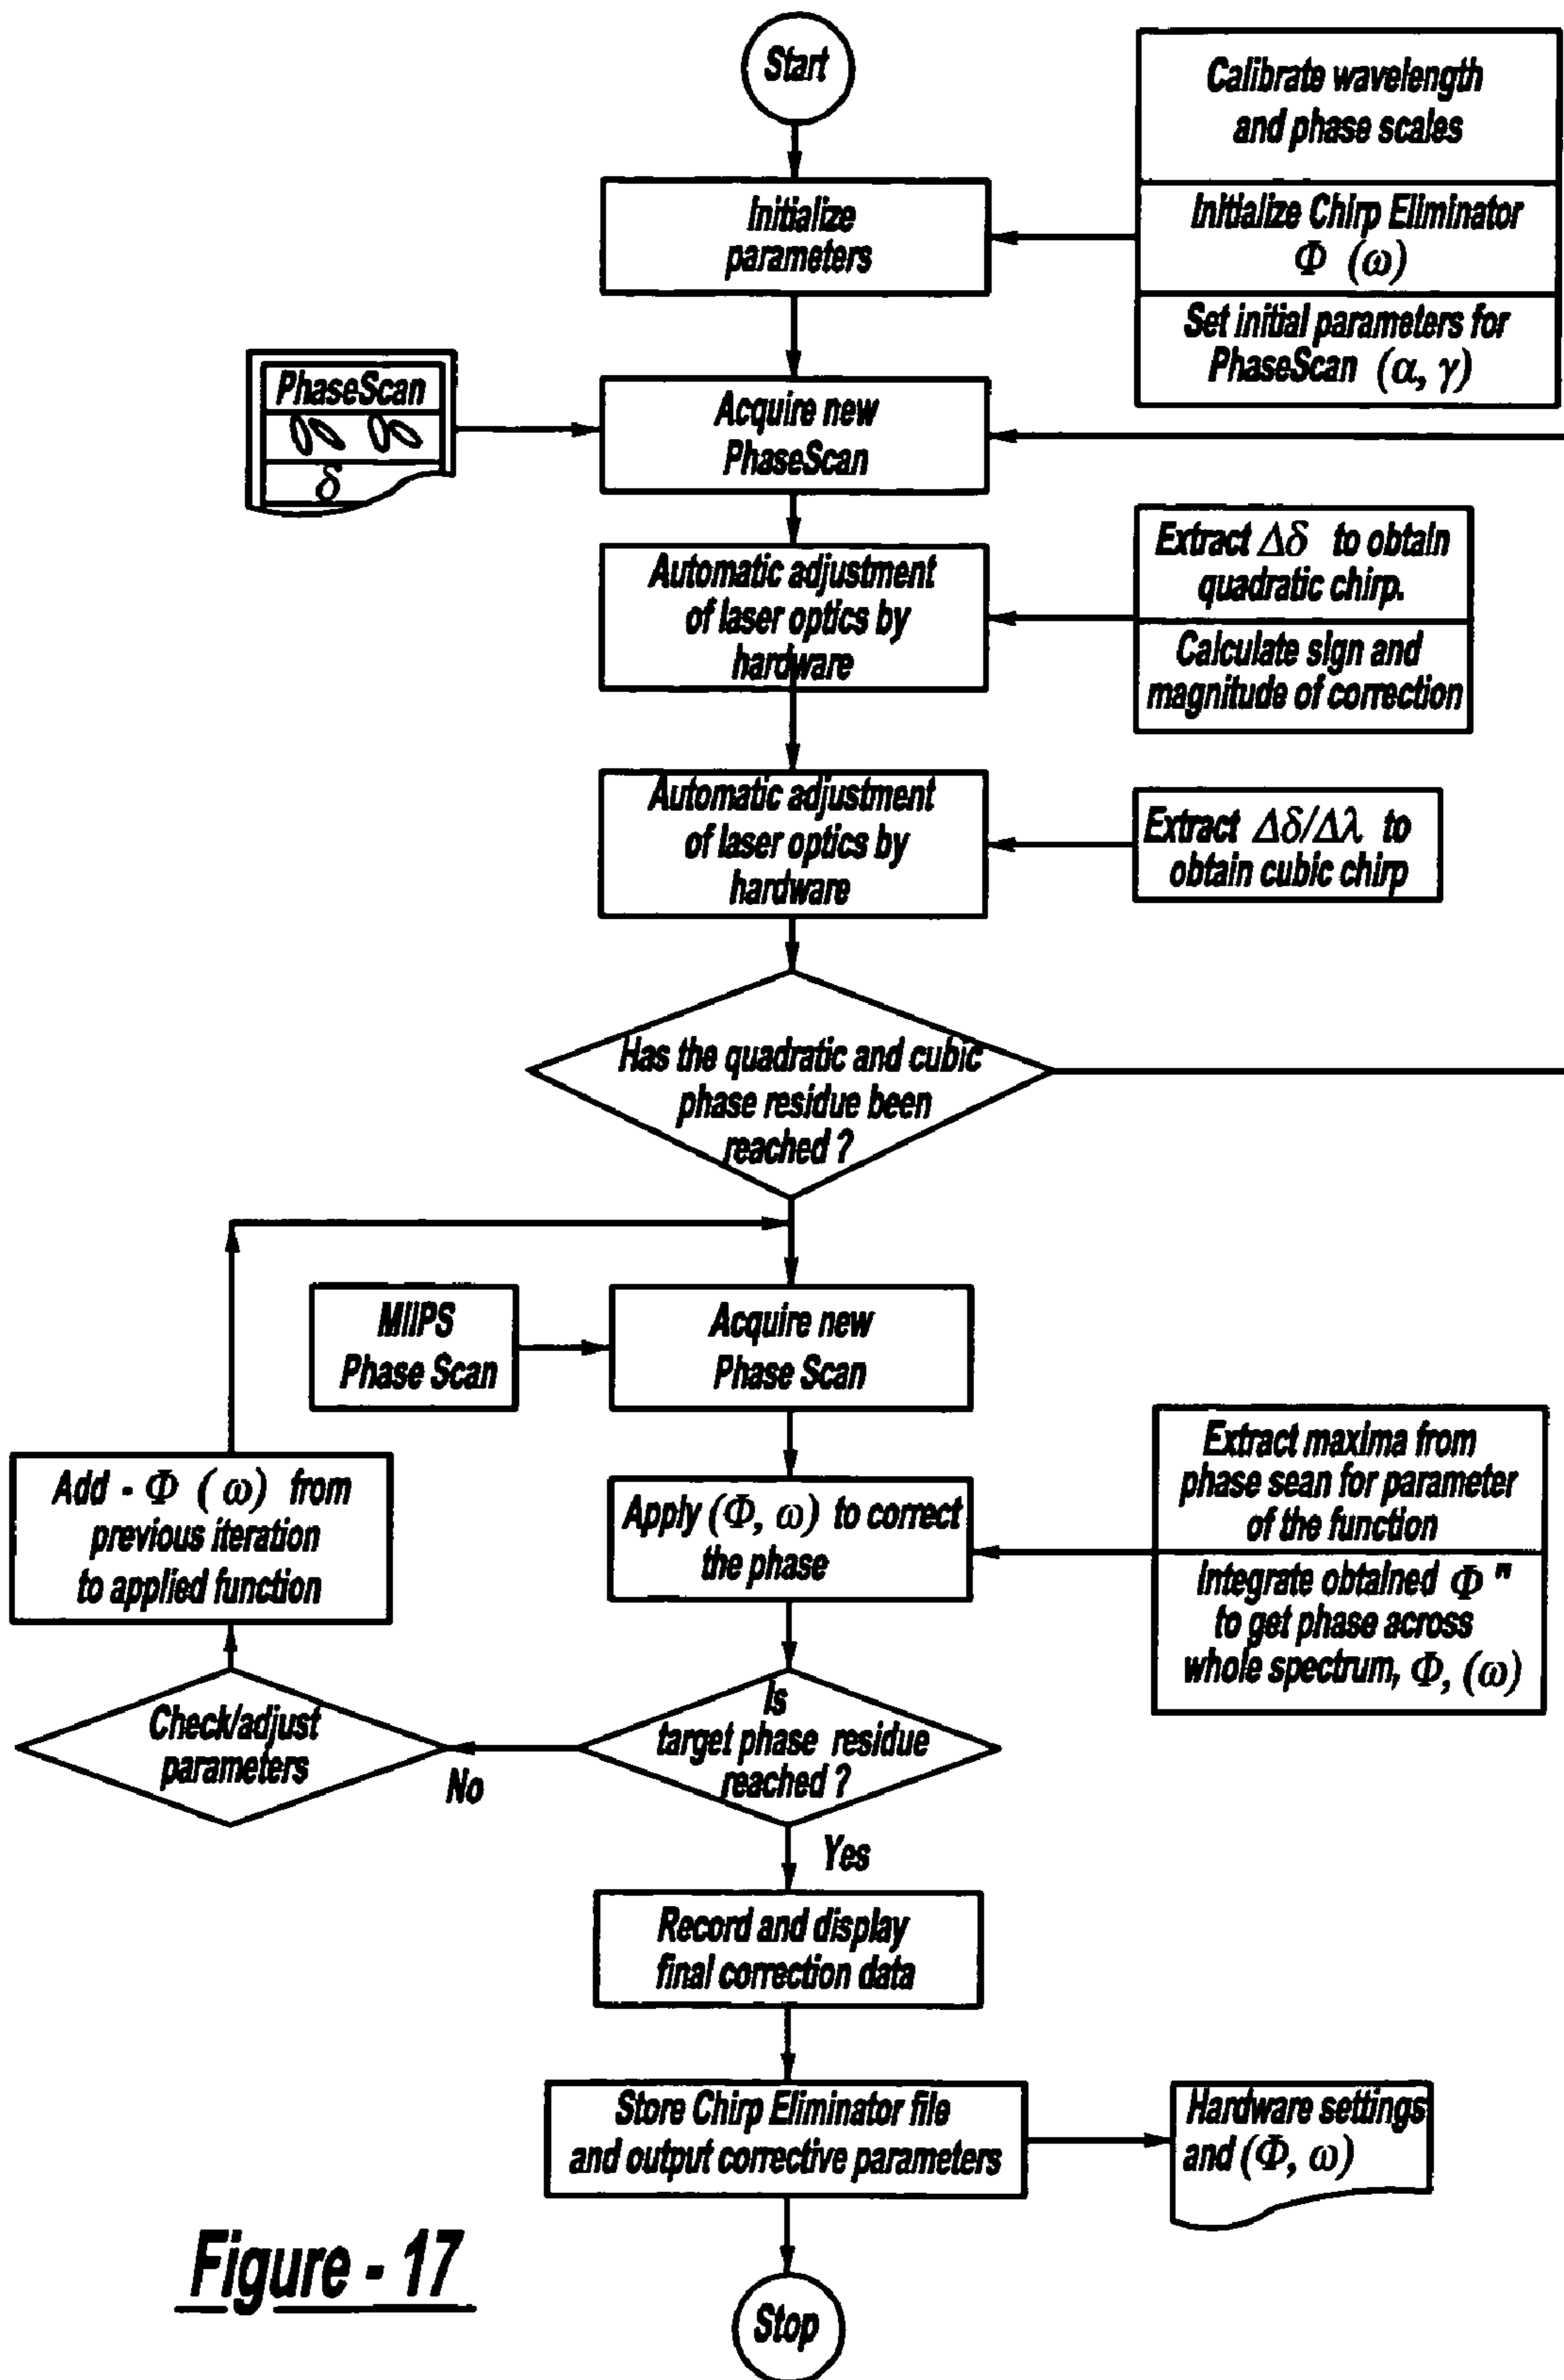 Start
Calibrate wavelength
and phase scales
Initialize
parameters
Initialize Chirp Eliminator
Φ (ω)
Set initial parameters for
PhaseScan (α, γ)
PhaseScan
δ
Acquire new
PhaseScan
Automatic adjustment
of laser optics by
hardware
Extract Δδ to obtain
quadratic chirp.
Calculate sign and
magnitude of correction
Automatic adjustment
of laser optics by
hardware
Extract Δδ/Δλ to
obtain cubic chirp
Has the quadratic and cubic
phase residue been
reached ?
MIIPS
Phase Scan
Acquire new
Phase Scan
Add - Φ (ω) from
previous iteration
to applied function
Apply (Φ, ω) to correct
the phase
Extract maxima from
phase sean for parameter
of the function
Integrate obtained Φ "
to get phase across
whole spectrum, Φ, (ω)
Check/adjust
parameters
No
Is
target phase residue
reached ?
Yes
Record and display
final correction data
Store Chirp Eliminator file
and output corrective parameters
Hardware settings
and (Φ, ω)
Stop
Figure - 17